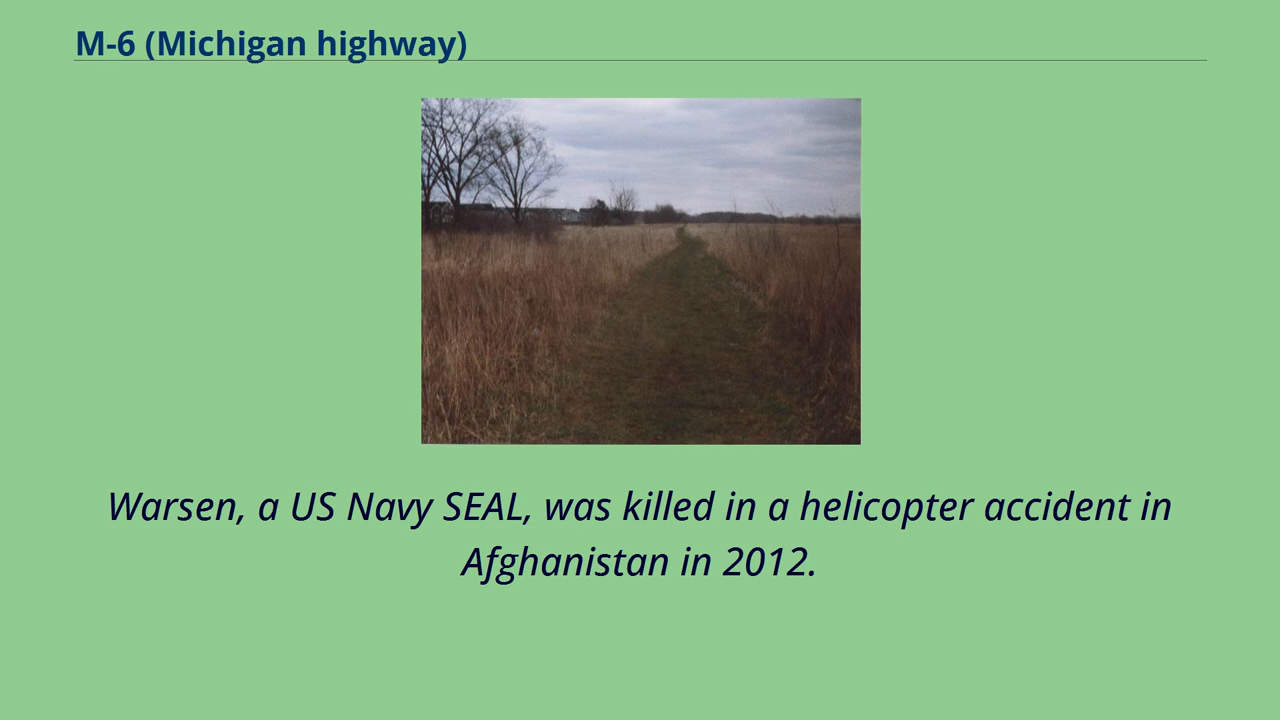 M-6 (Michigan highway)
Warsen, a US Navy SEAL, was killed in a helicopter accident in
Afghanistan in 2012.